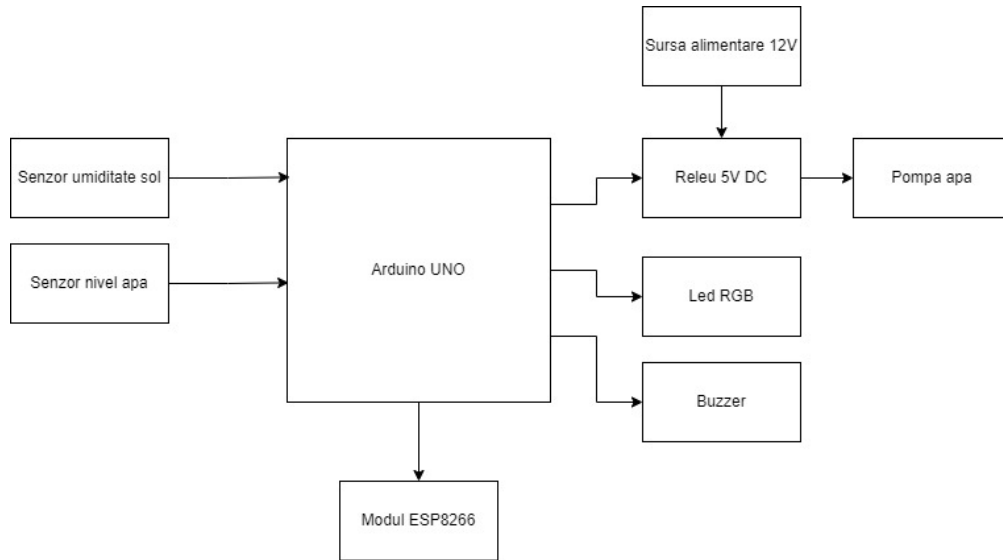 Sursa alimentare 12V
Senzor umiditate sol
Releu 5V DC
Pompa apa
Arduino UNO
Senzor nivel apa
Led RGB
Buzzer
Modul ESP8266